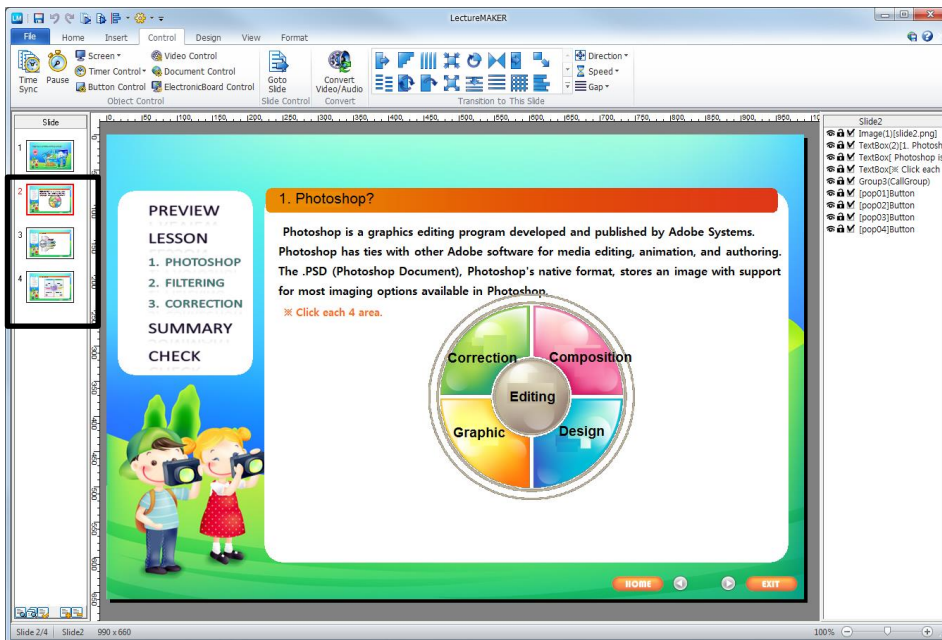 LM
LectureMAKER
File Home Insert Control Design View Format
Time Sync
Pause
Screen
Timer Control
Button Control
Video Control
Document Control
ElectronicBoard Control
Object Control
Goto Slide
Slide Control
Convert Video/Audio
Convert
Transition to This Slide
Direction
Speed
Gap
Slide
1
2
3
4
PREVIEW
LESSON
1. PHOTOSHOP
2. FILTERING
3. CORRECTION
SUMMARY
CHECK
1. Photoshop?
Photoshop is a graphics editing program developed and published by Adobe Systems.
Photoshop has ties with other Adobe software for media editing, animation, and authoring.
The .PSD (Photoshop Document), Photoshop's native format, stores an image with support
for most imaging options available in Photoshop.
※ Click each 4 area.
Correction
Composition
Editing
Graphic
Design
HOME
EXIT
Slide2
Image(1)[slide2.png]
TextBox(2)[1. Photosh
TextBox[ Photoshop is
TextBox[※ Click each
Group3(CallGroup)
[pop01]Button
[pop02]Button
[pop03]Button
[pop04]Button
Slide 2/4 Slide2 990 x 660
100%